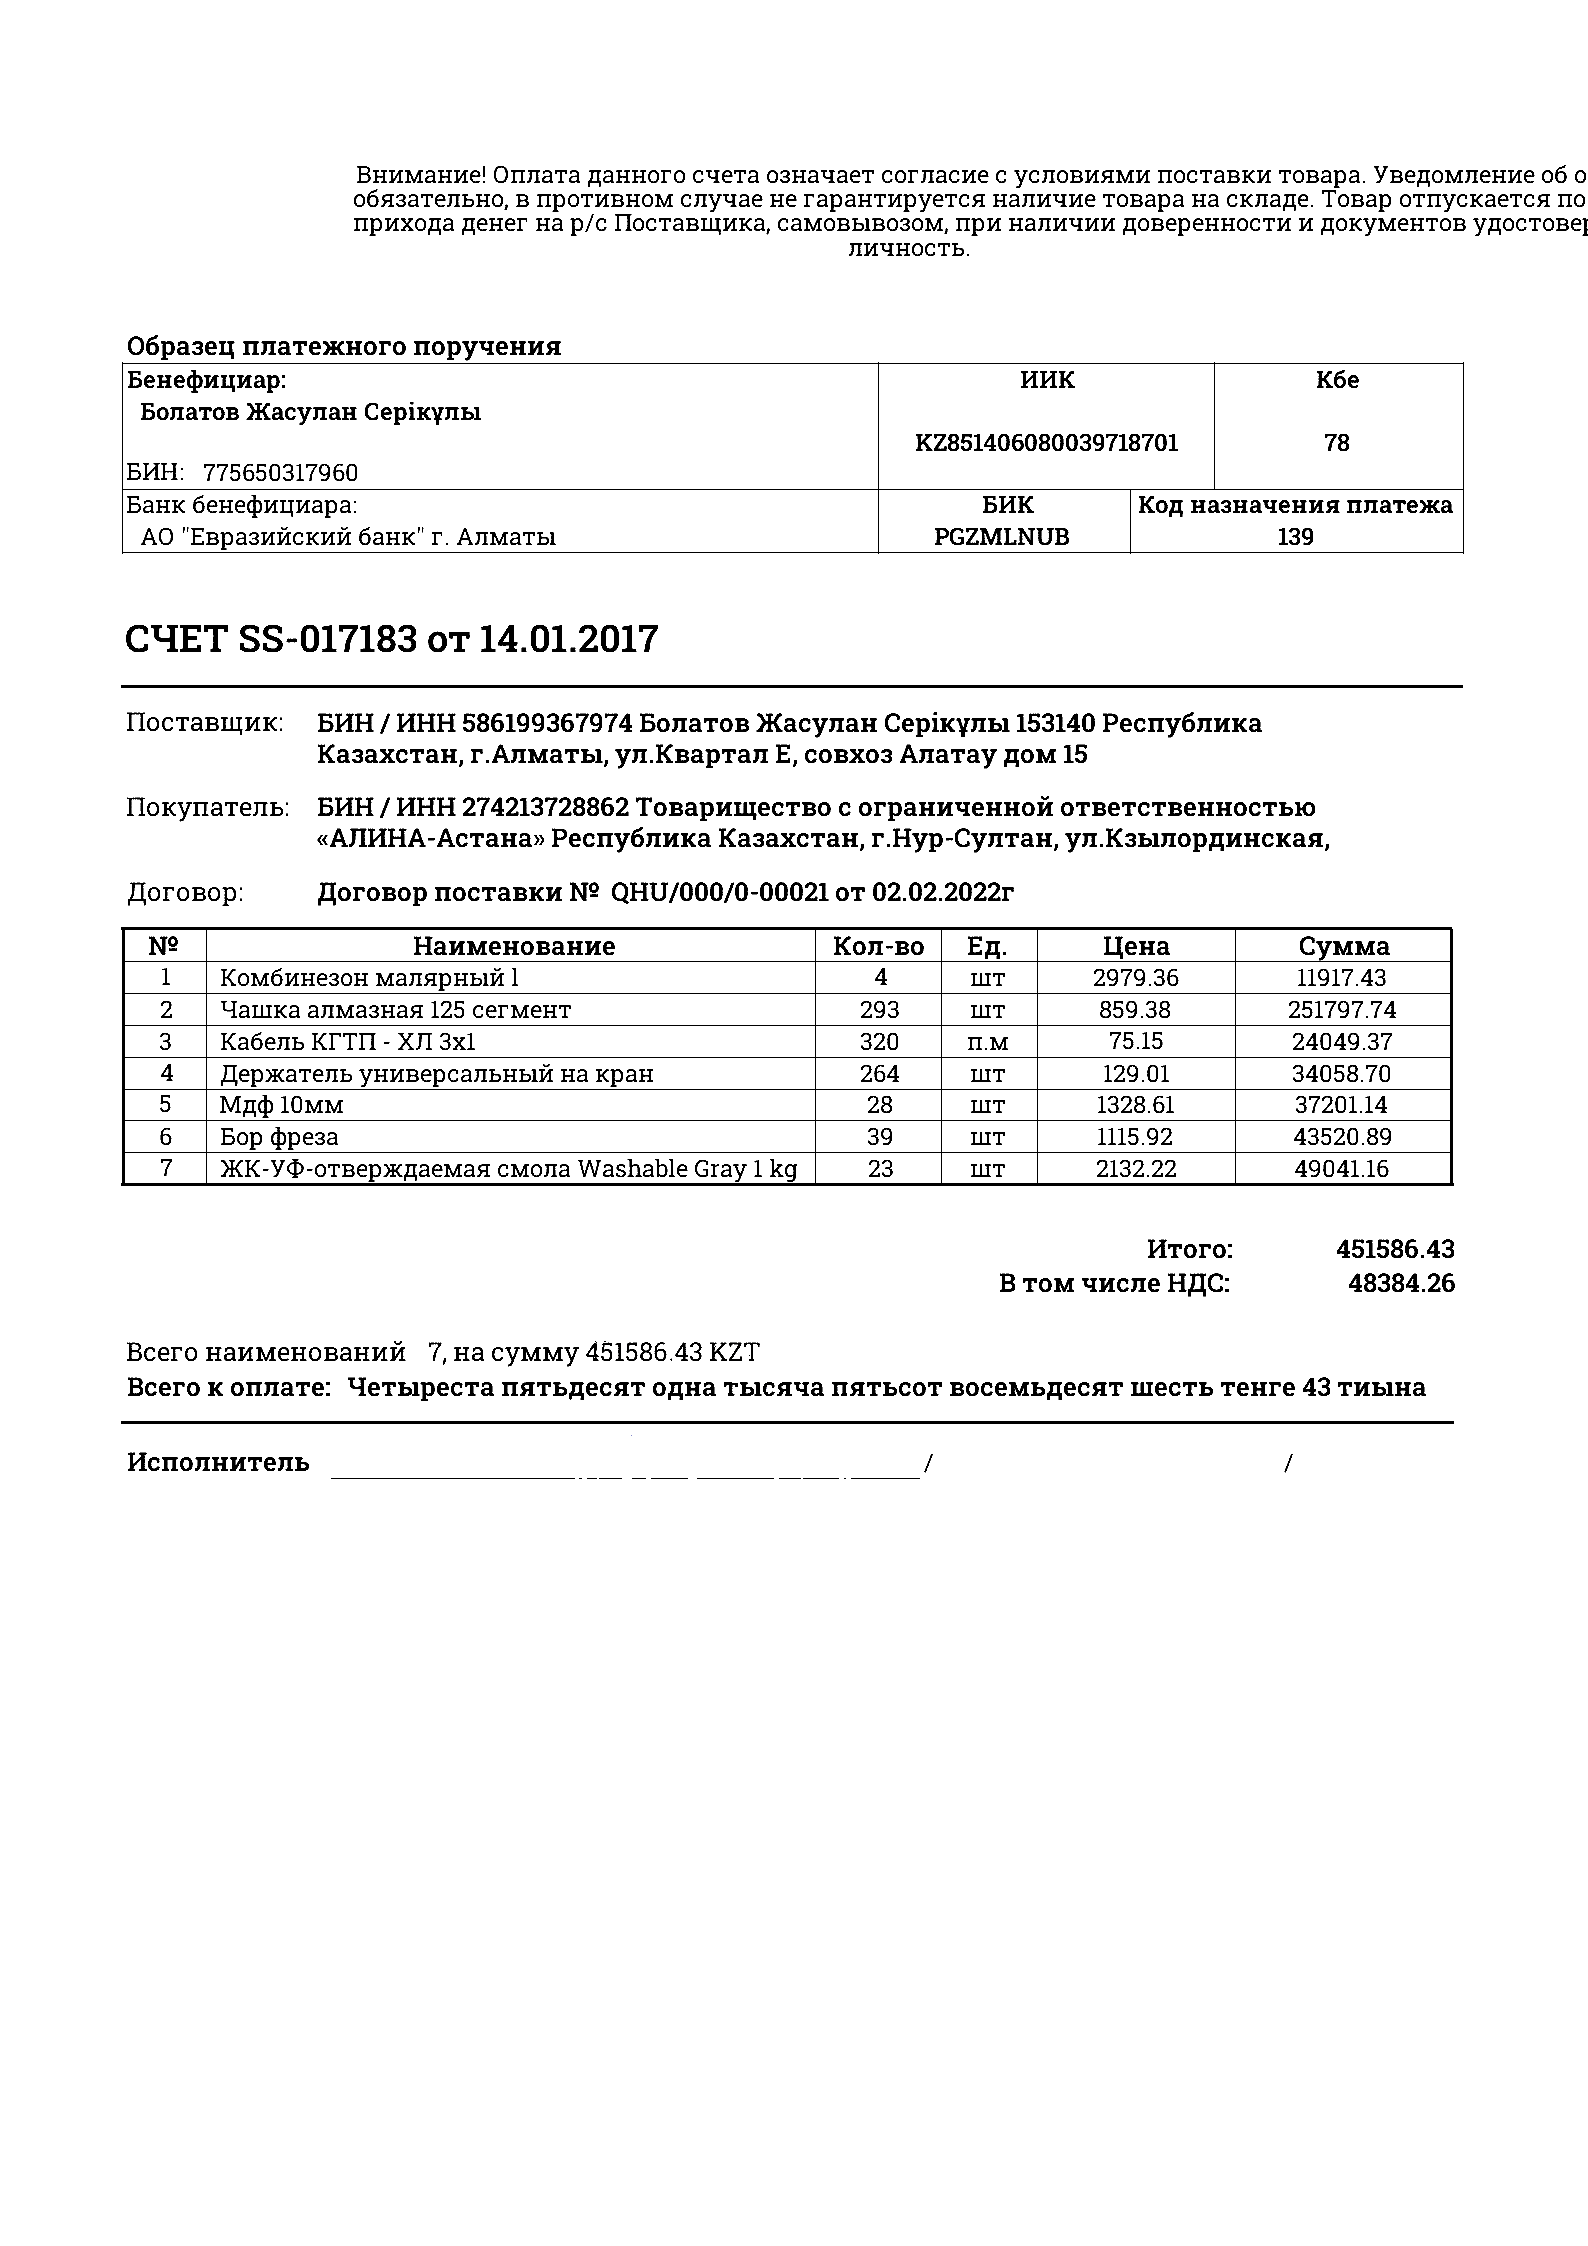 Внимание! Оплата данного счета означает согласие с условиями поставки товара. Уведомление об о
обязательно, в противном случае не гарантируется наличие товара на складе. Товар отпускается по
прихода денег на р/с Поставщика, самовывозом, при наличии доверенности и документов удостовер
личность.
Образец платежного поручения
Бенефициар: ИИК Кбе
Болатов Жасулан Серікұлы
KZ851406080039718701 78
БИН: 775650317960
Банк бенефициара: БИК Код назначения платежа
АО "Евразийский банк" г. Алматы PGZMLNUB 139
СЧЕТ SS-017183 от 14.01.2017
Поставщик: БИН / ИНН 586199367974 Болатов Жасулан Серікұлы 153140 Республика
Казахстан, г.Алматы, ул.Квартал Е, совхоз Алатау дом 15
Покупатель: БИН / ИНН 274213728862 Товарищество с ограниченной ответственностью
«АЛИНА-Астана» Республика Казахстан, г.Нур-Султан, ул.Кзылординская,
Договор: Договор поставки № QHU/000/0-00021 от 02.02.2022г
№ Наименование Кол-во Ед. Цена Сумма
1 Комбинезон малярный l 4 шт 2979.36 11917.43
2 Чашка алмазная 125 сегмент 293 шт 859.38 251797.74
3 Кабель КГТП - ХЛ 3х1 320 п.м 75.15 24049.37
4 Держатель универсальный на кран 264 шт 129.01 34058.70
5 Мдф 10мм 28 шт 1328.61 37201.14
6 Бор фреза 39 шт 1115.92 43520.89
7 ЖК-УФ-отверждаемая смола Washable Gray 1 kg 23 шт 2132.22 49041.16
Итого: 451586.43
В том числе НДС: 48384.26
Всего наименований 7, на сумму 451586.43 KZT
Всего к оплате: Четыреста пятьдесят одна тысяча пятьсот восемьдесят шесть тенге 43 тиына
Исполнитель / /